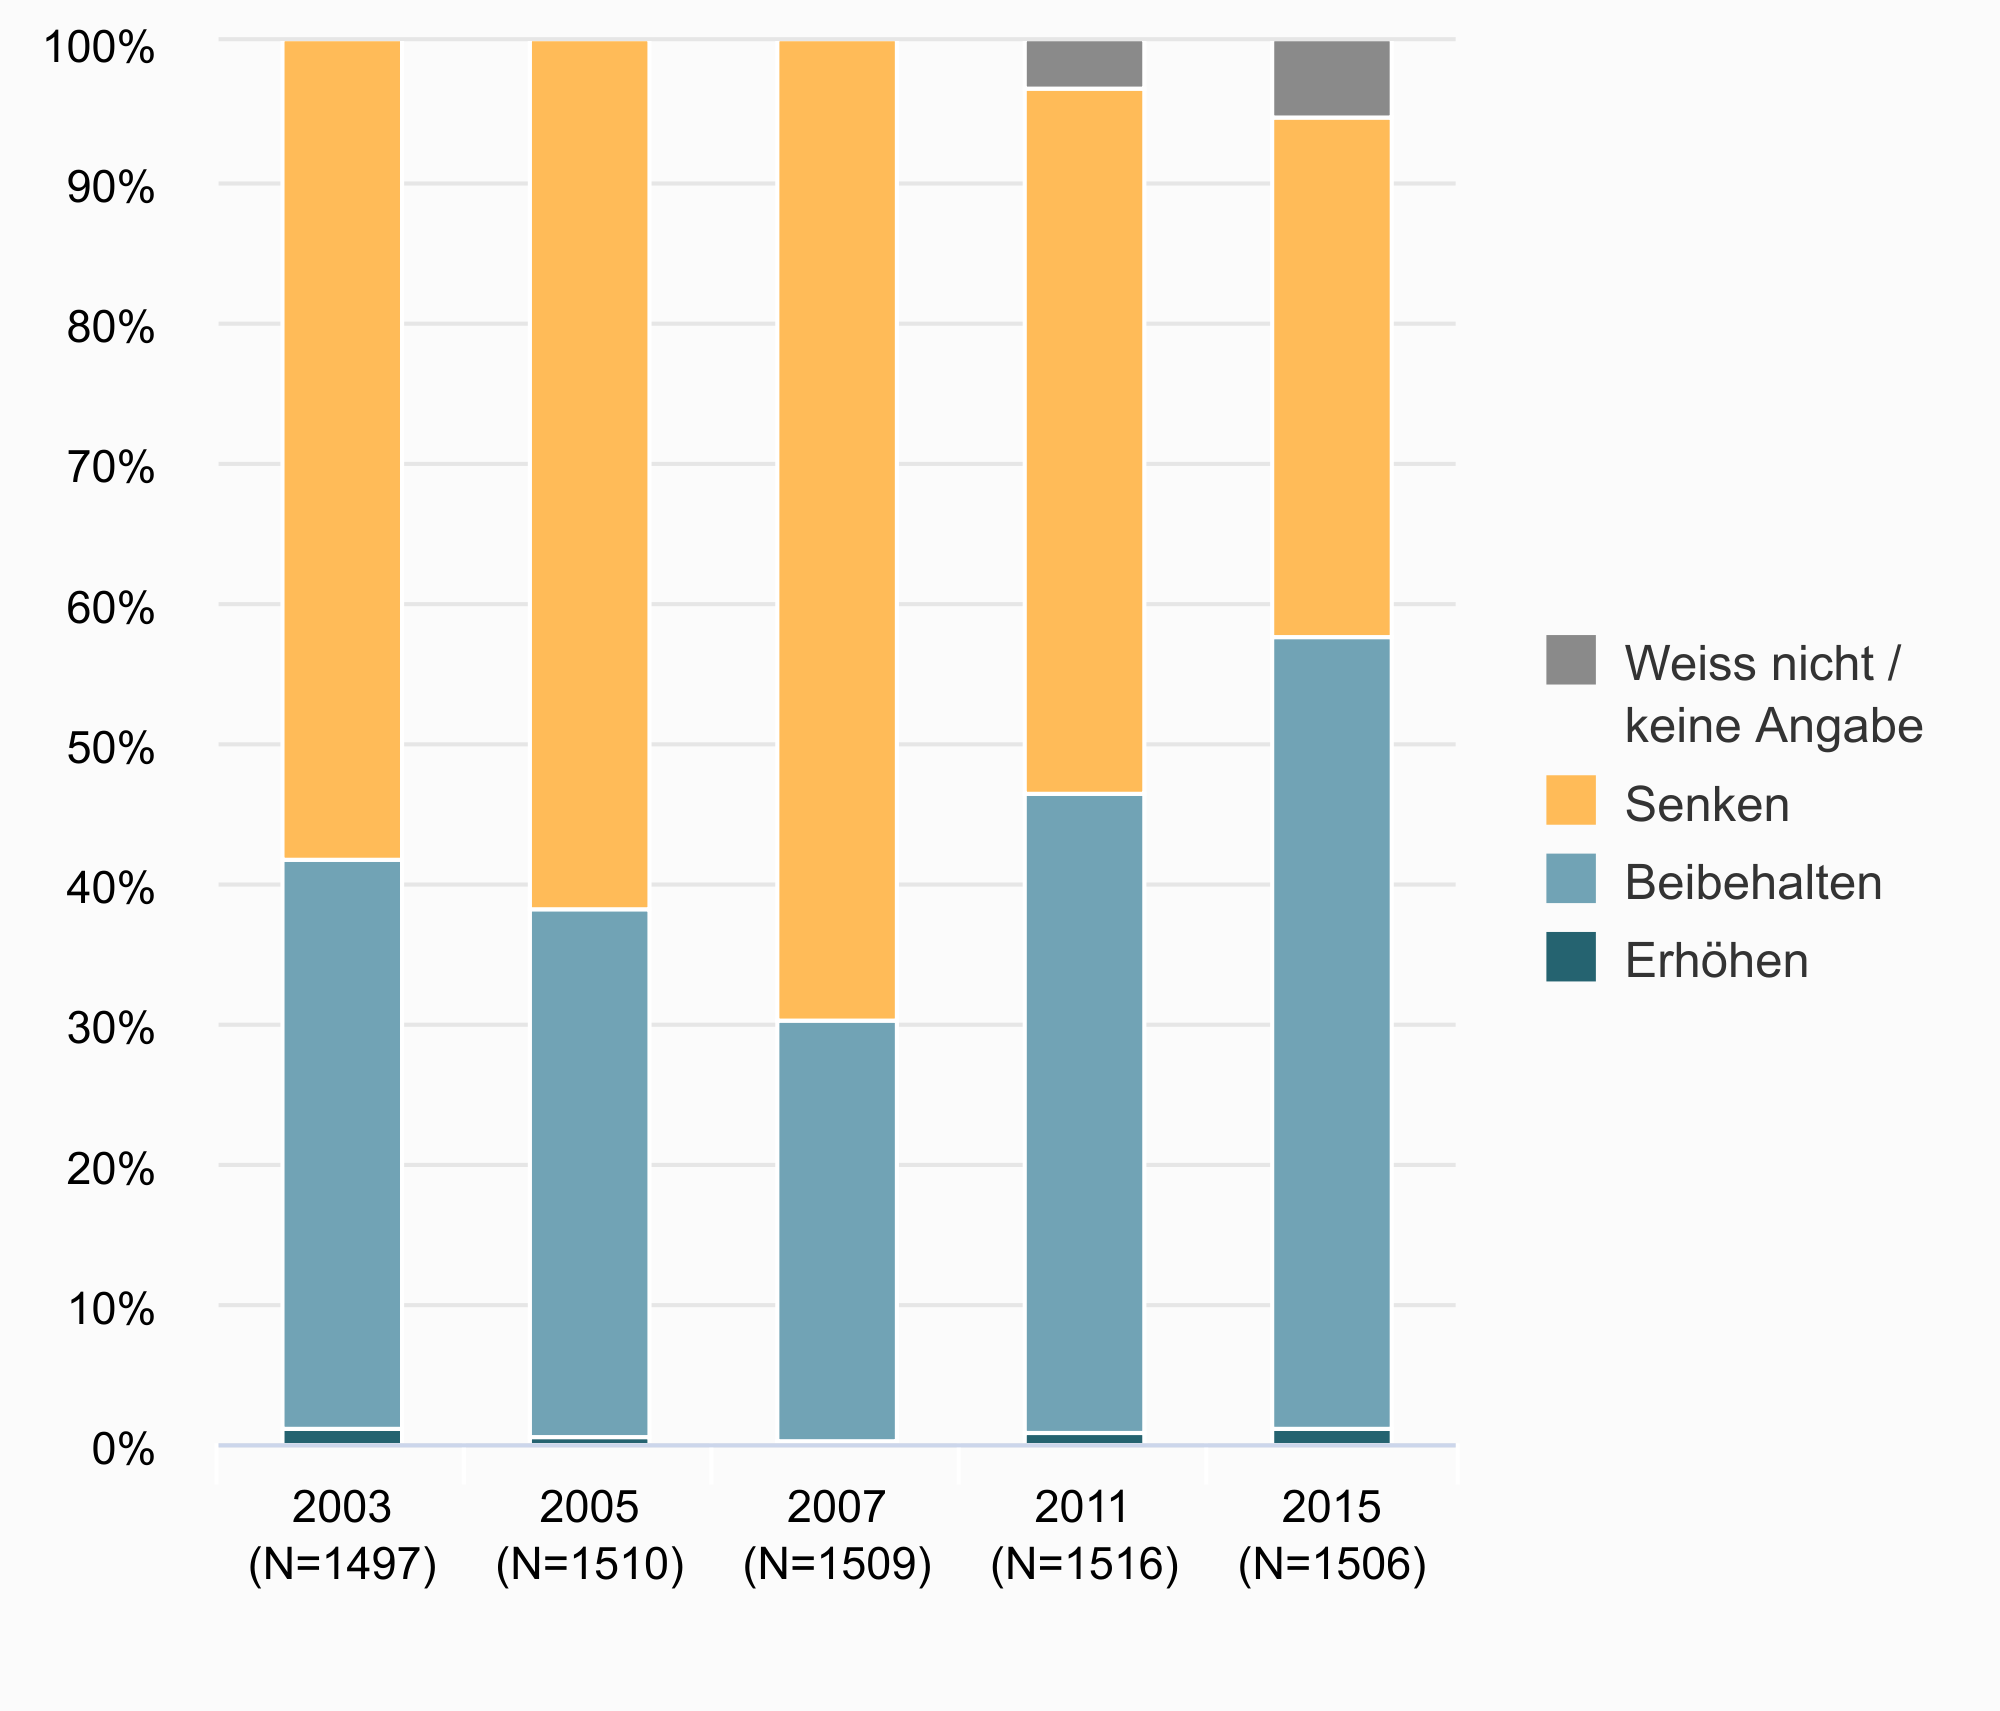 100%
90%
80%
70%
60%
50%
40%
30%
20%
10%
0%
2003
(N=1497)
2005
(N=1510)
2007
(N=1509)
2011
(N=1516)
2015
(N=1506)
Weiss nicht /
keine Angabe
Senken
Beibehalten
Erhöhen